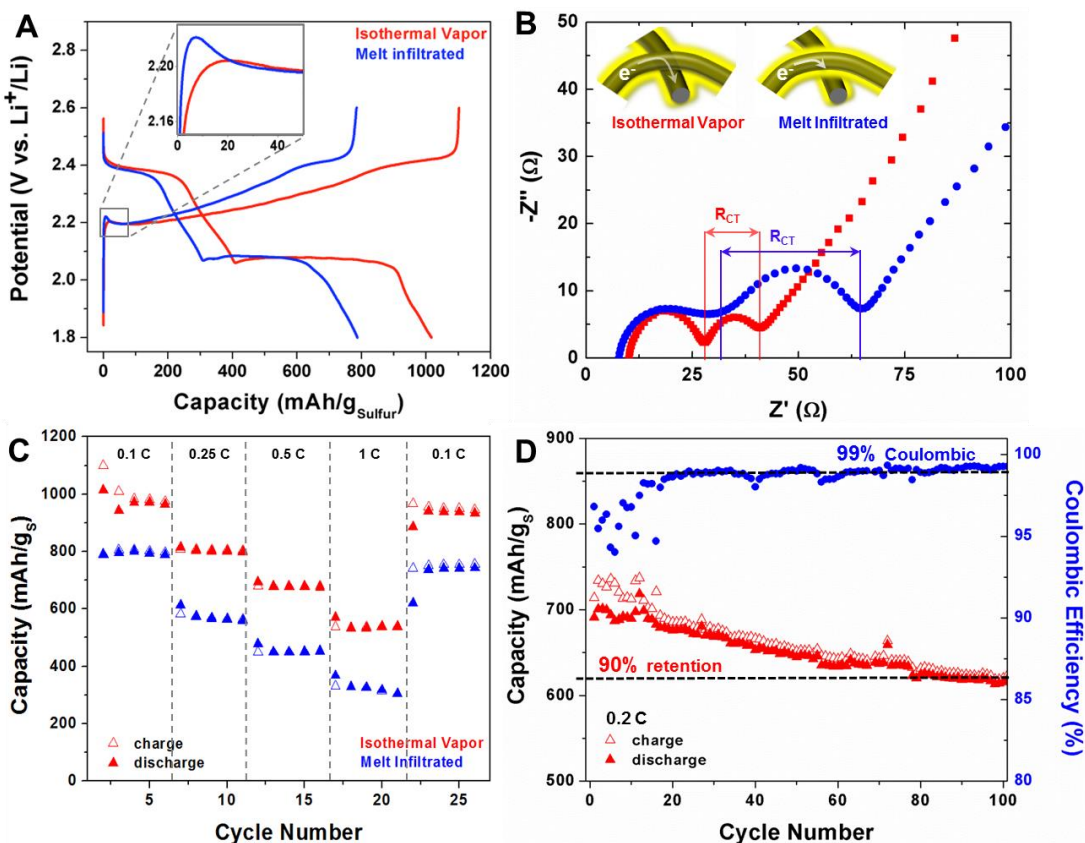 A
Isothermal Vapor
Melt infiltrated
2.20
2.16
0 20 40
2.8
2.6
2.4
2.2
2.0
1.8
Potential (V vs. Li⁺/Li)
0 200 400 600 800 1000 1200
Capacity (mAh/gSulfur)
B
e-
e-
Isothermal Vapor
Melt Infiltrated
RCT
RCT
50
40
30
20
10
0
-Z" (Ω)
0 25 50 75 100
Z' (Ω)
C
0.1 C 0.25 C 0.5 C 1 C 0.1 C
1200
1000
800
600
400
200
0
Capacity (mAh/gs)
charge
discharge
Isothermal Vapor
Melt Infiltrated
5 10 15 20 25
Cycle Number
D
99% Coulombic
90% retention
0.2 C
charge
discharge
900
800
700
600
500
Capacity (mAh/gs)
100
95
90
85
80
Coulombic Efficiency (%)
0 20 40 60 80 100
Cycle Number